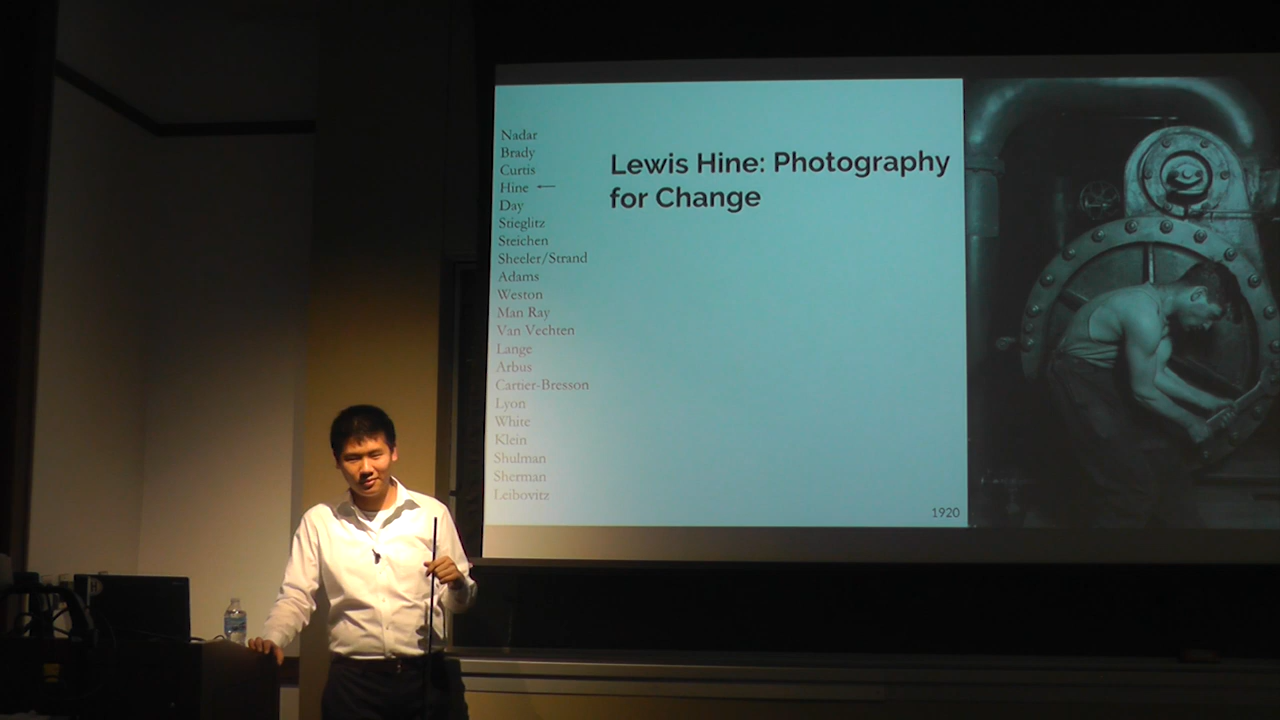 Nadar
Brady
Curtis
Hine ←
Day
Stieglitz
Steichen
Sheeler/Strand
Adams
Weston
Man Ray
Van Vechten
Lange
Arbus
Cartier-Bresson
Lyon
White
Klein
Shulman
Sherman
Leibovitz
Lewis Hine: Photography
for Change
1920